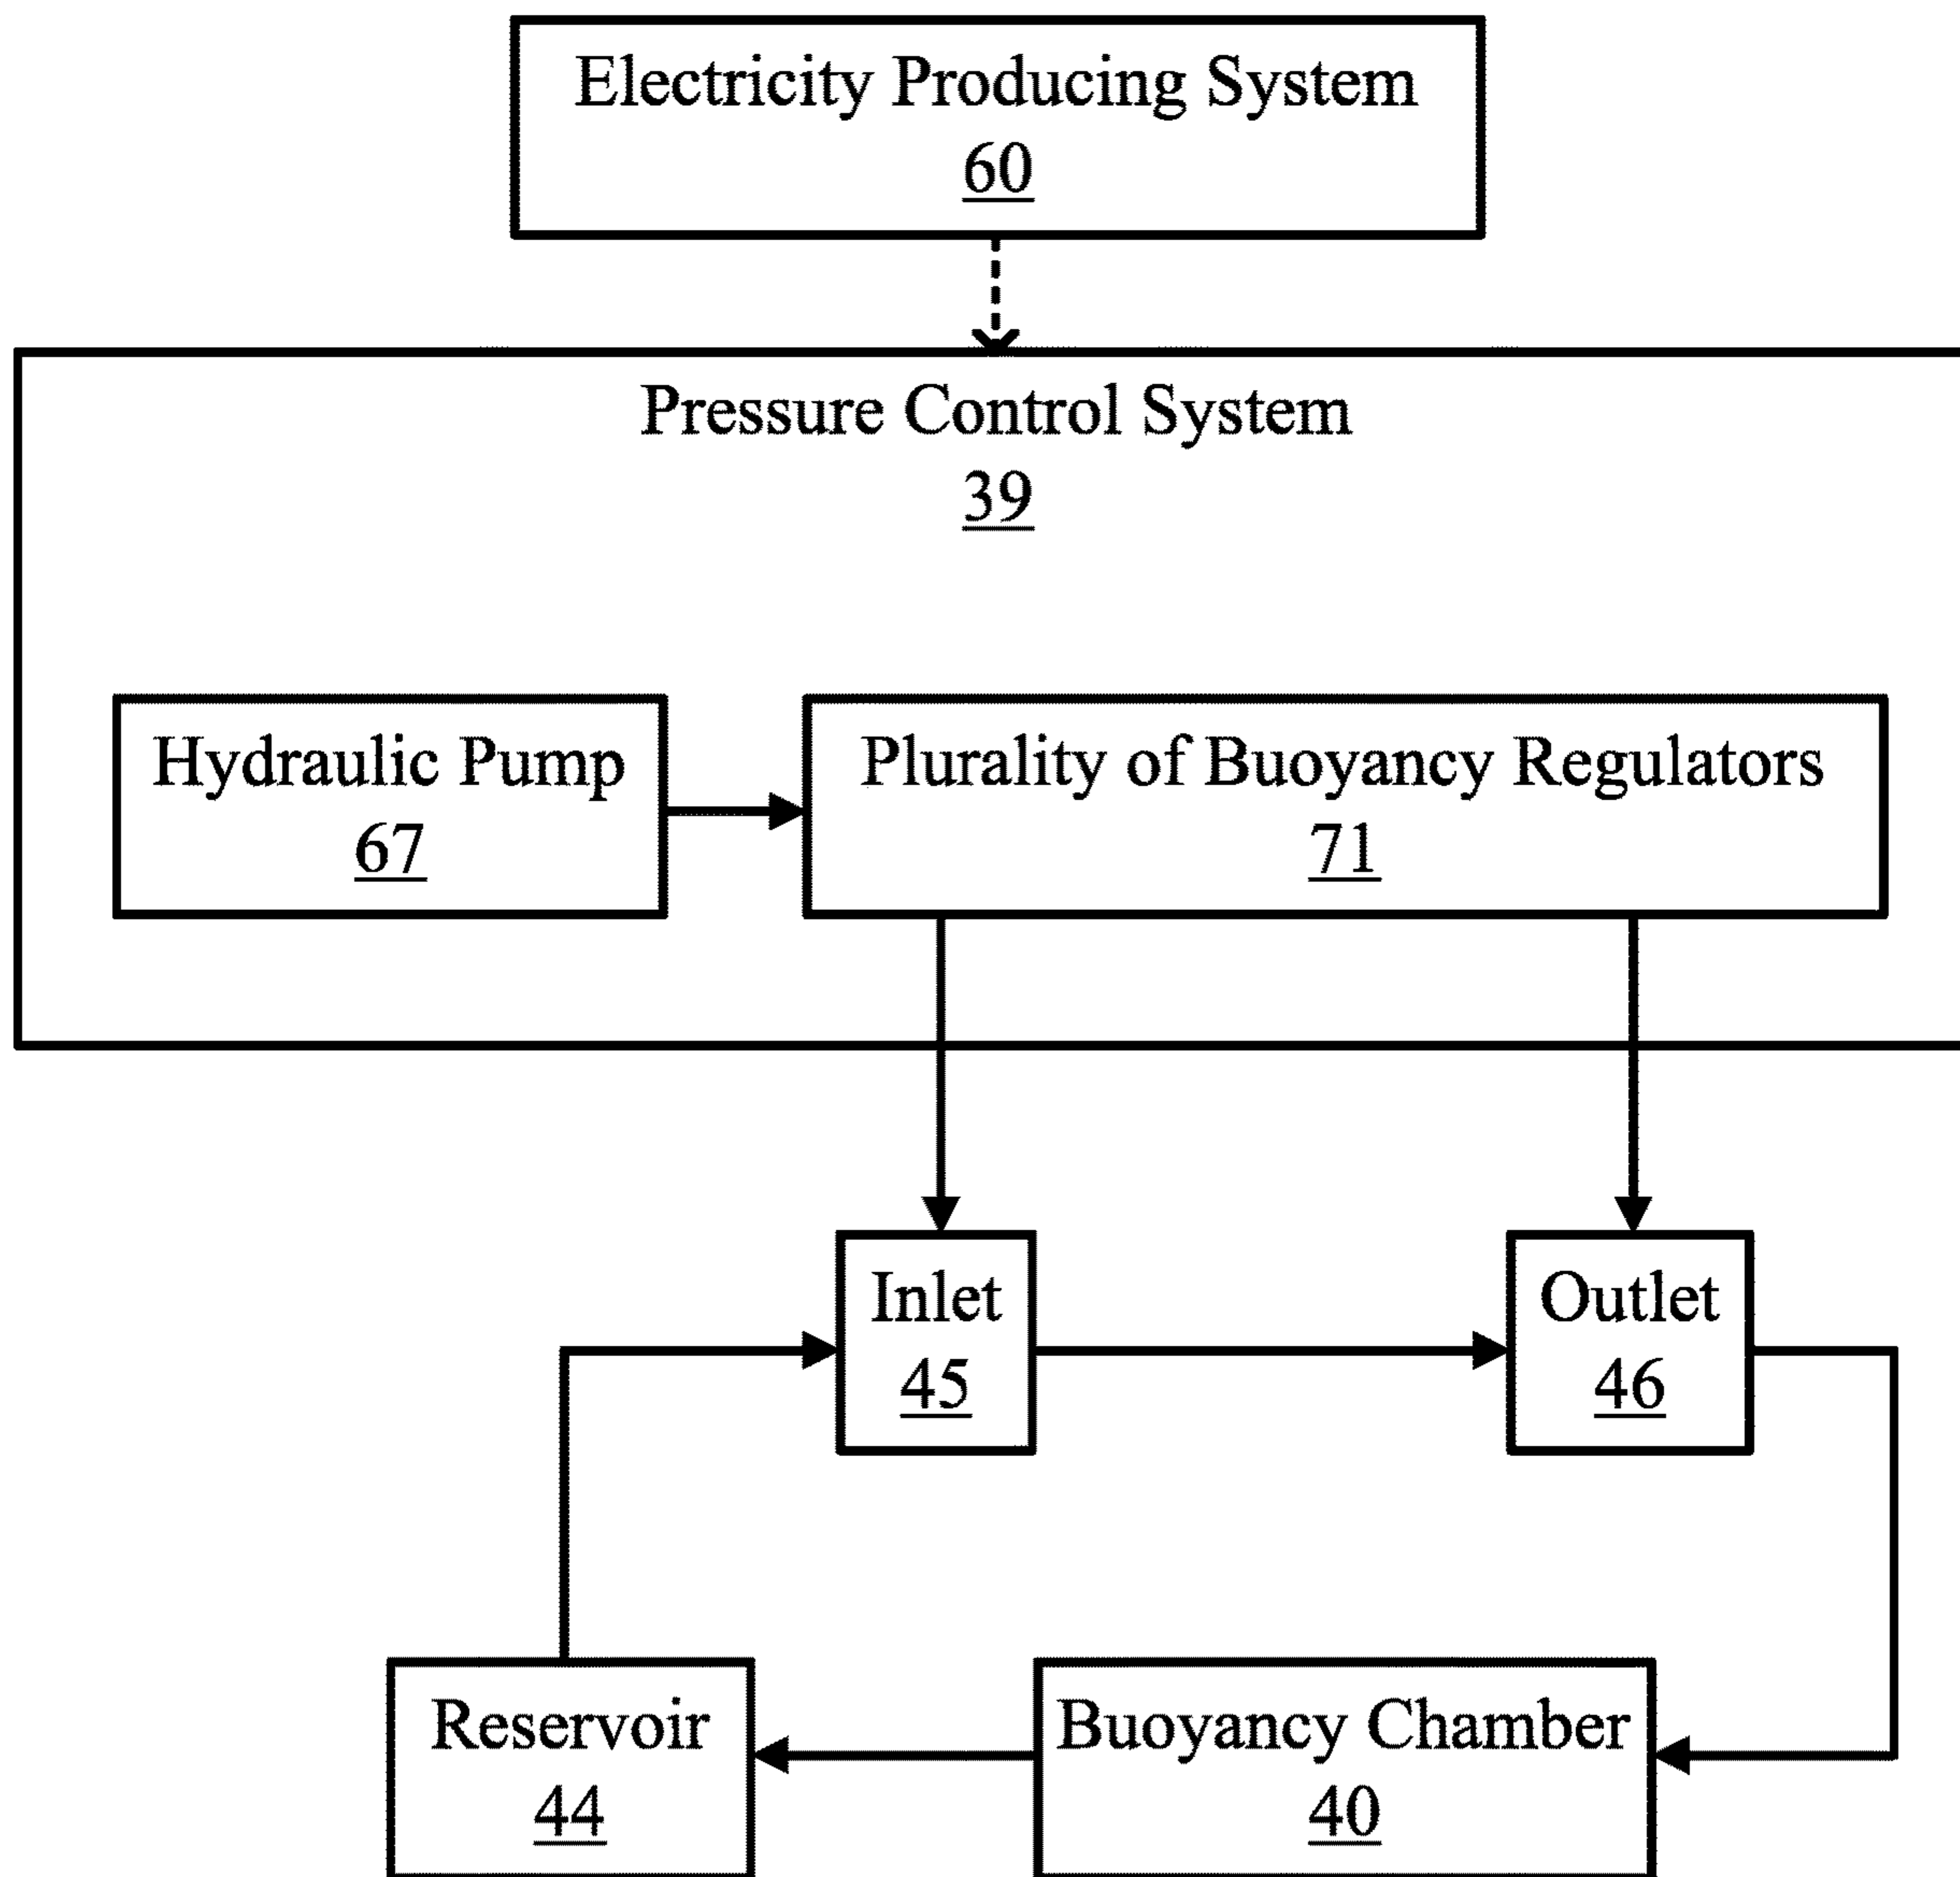 Electricity Producing System
60
Pressure Control System
39
Hydraulic Pump
67
Plurality of Buoyancy Regulators
71
Inlet
45
Outlet
46
Reservoir
44
Buoyancy Chamber
40